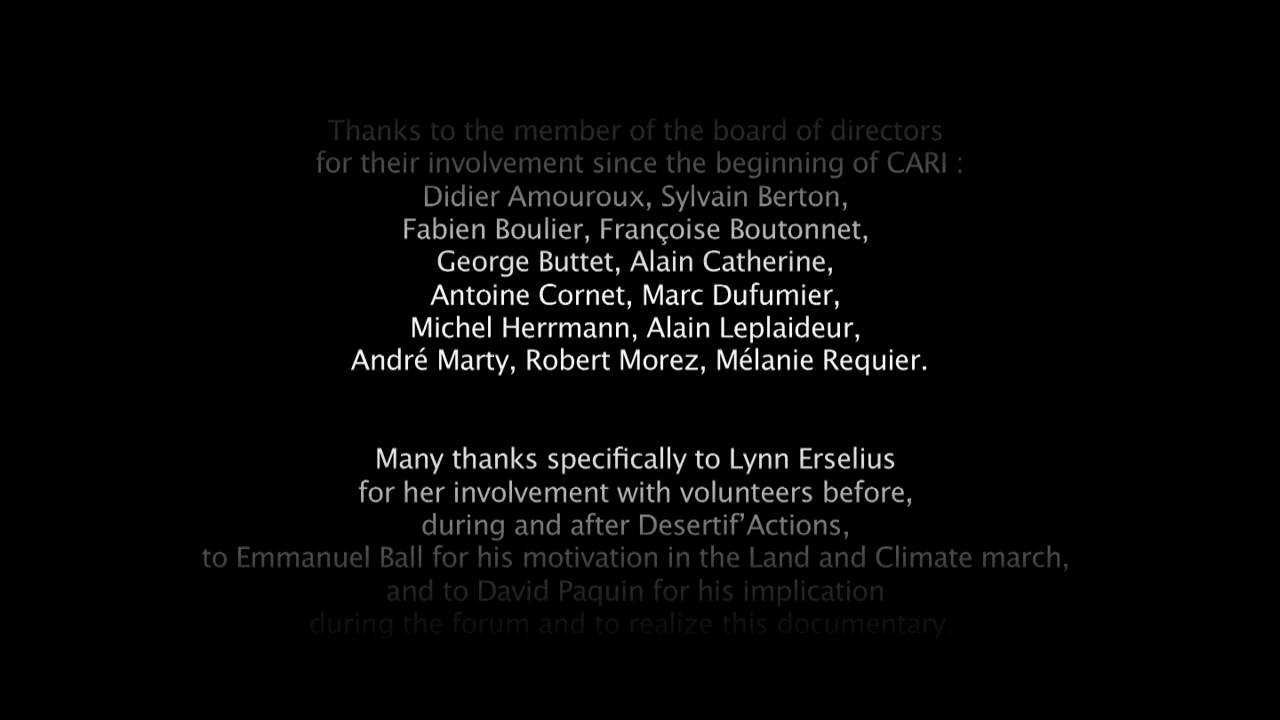 Thanks to the member of the board of directors
for their involvement since the beginning of CARI :
Didier Amouroux, Sylvain Berton,
Fabien Boulier, Françoise Boutonnet,
George Buttet, Alain Catherine,
Antoine Cornet, Marc Dufumier,
Michel Herrmann, Alain Leplaideur,
André Marty, Robert Morez, Mélanie Requier.
Many thanks specifically to Lynn Erselius
for her involvement with volunteers before,
during and after Desertif’Actions,
to Emmanuel Ball for his motivation in the Land and Climate march,
and to David Paquin for his implication
during the forum and to realize this documentary.